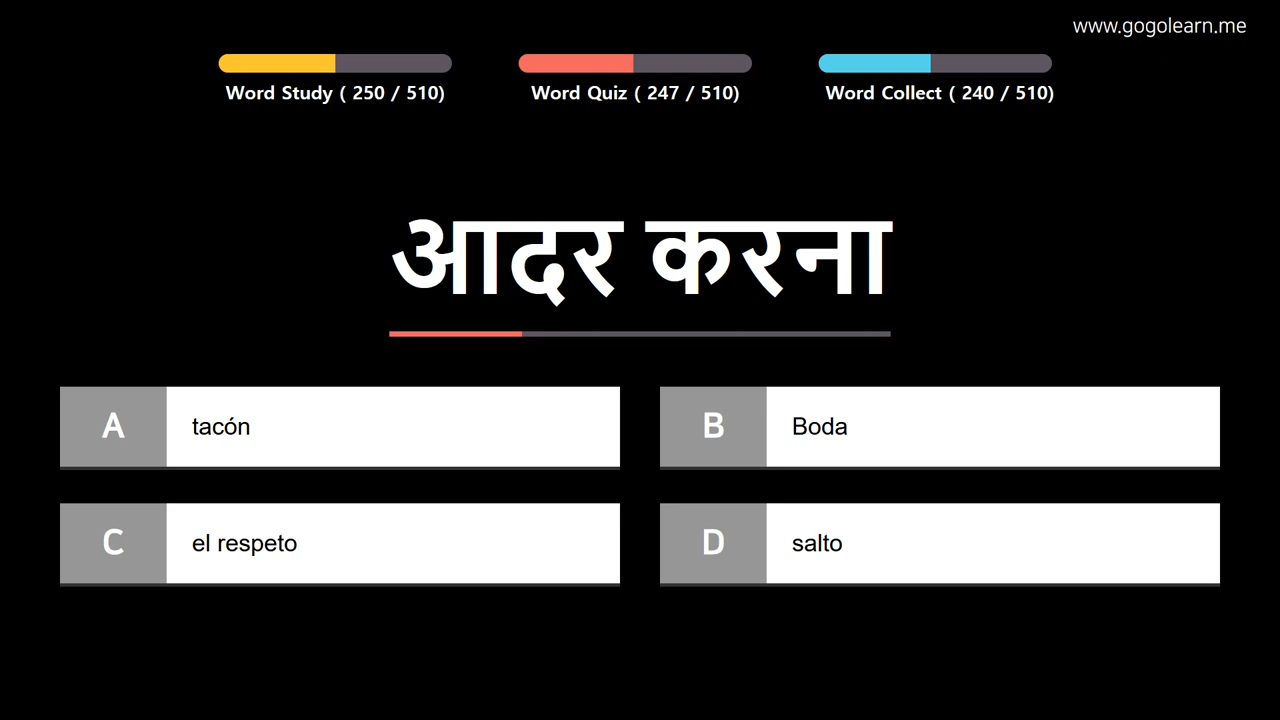 www.gogolearn.me
Word Study ( 250 / 510)
Word Quiz ( 247 / 510)
Word Collect ( 240 / 510)
आदर करना
A tacón
B Boda
C el respeto
D salto